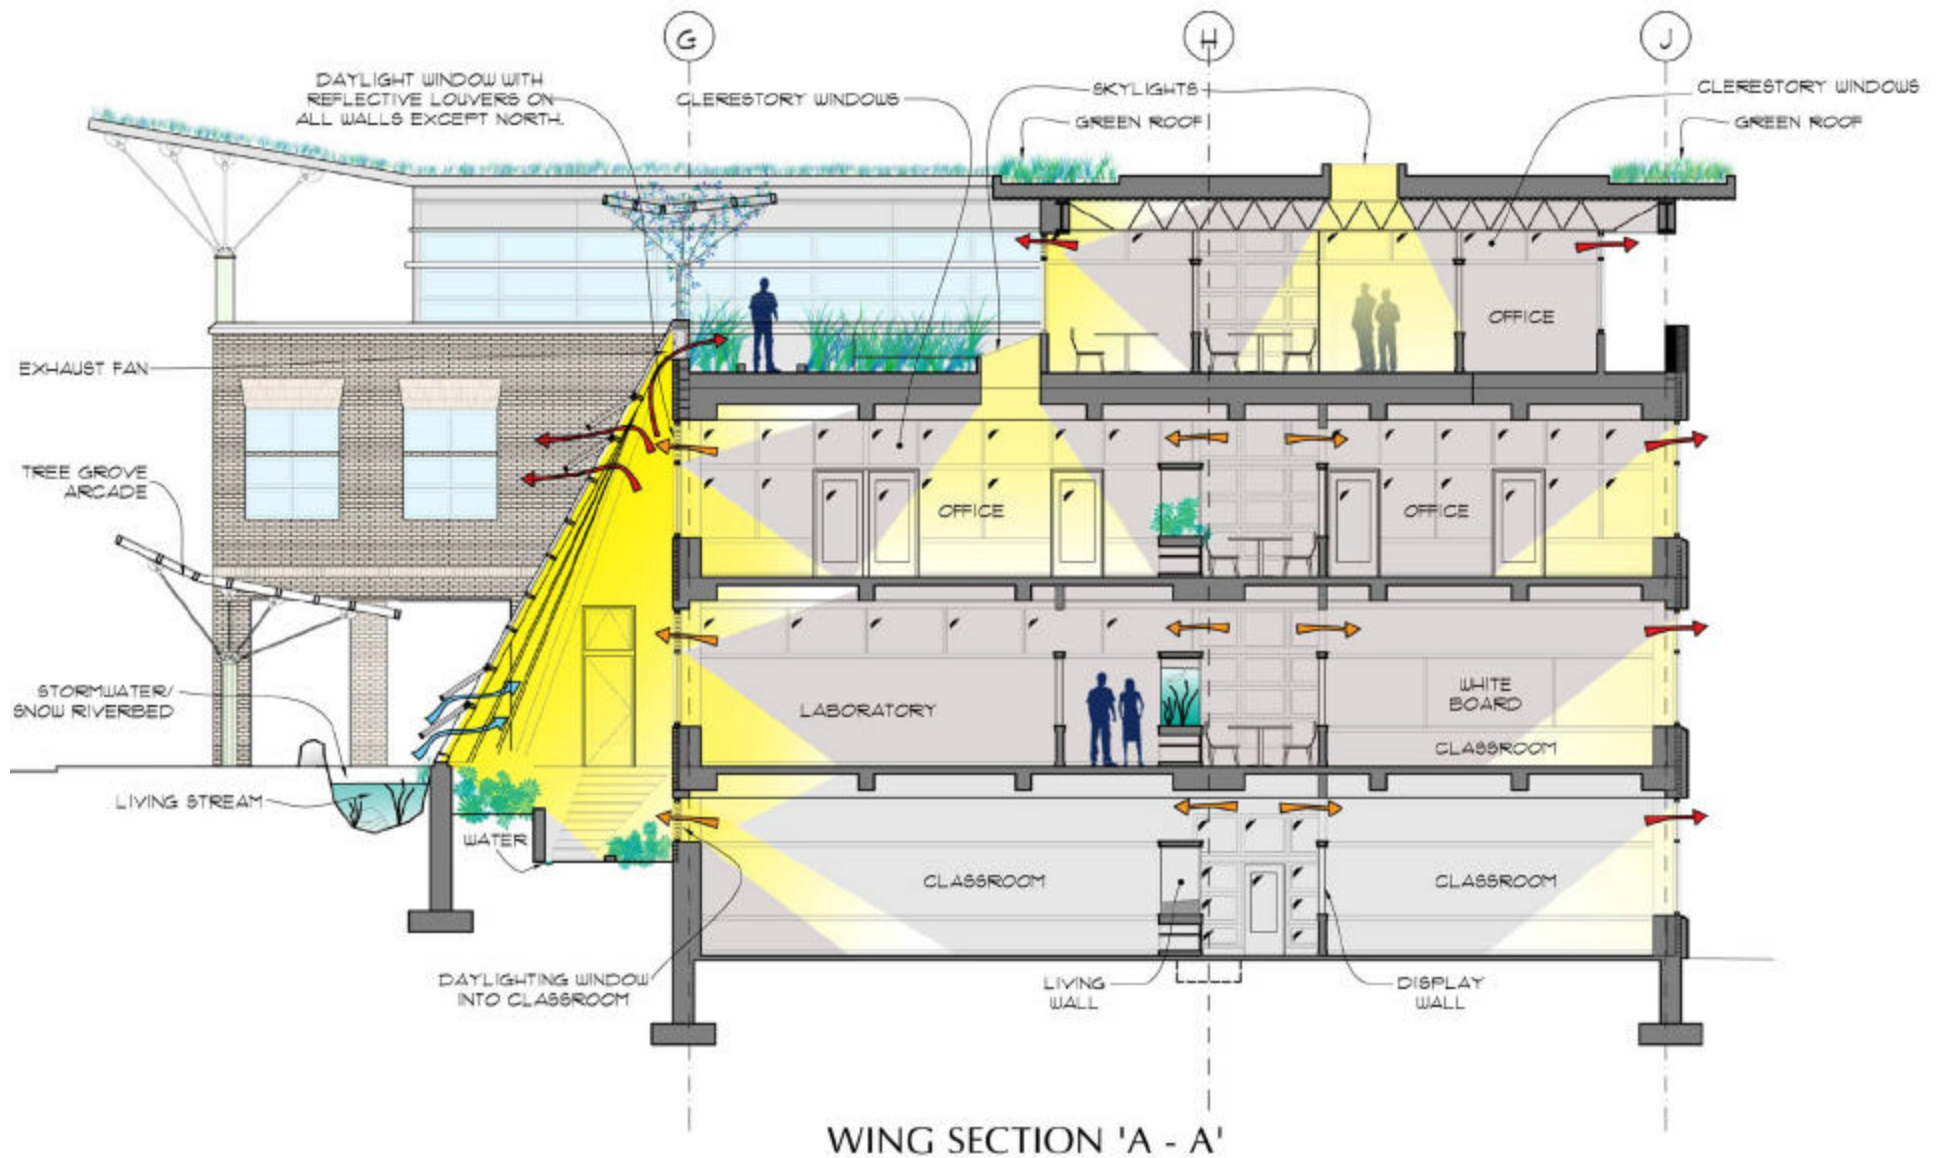 G
H
J
DAYLIGHT WINDOW WITH
REFLECTIVE LOUVERS ON
ALL WALLS EXCEPT NORTH.
CLERESTORY WINDOWS
SKYLIGHTS
GREEN ROOF
CLERESTORY WINDOWS
GREEN ROOF
OFFICE
EXHAUST FAN
TREE GROVE
ARCADE
OFFICE
OFFICE
STORMWATER/
SNOW RIVERBED
LABORATORY
WHITE
BOARD
CLASSROOM
LIVING STREAM
WATER
CLASSROOM
CLASSROOM
DAYLIGHTING WINDOW
INTO CLASSROOM
LIVING
WALL
DISPLAY
WALL
WING SECTION 'A - A'